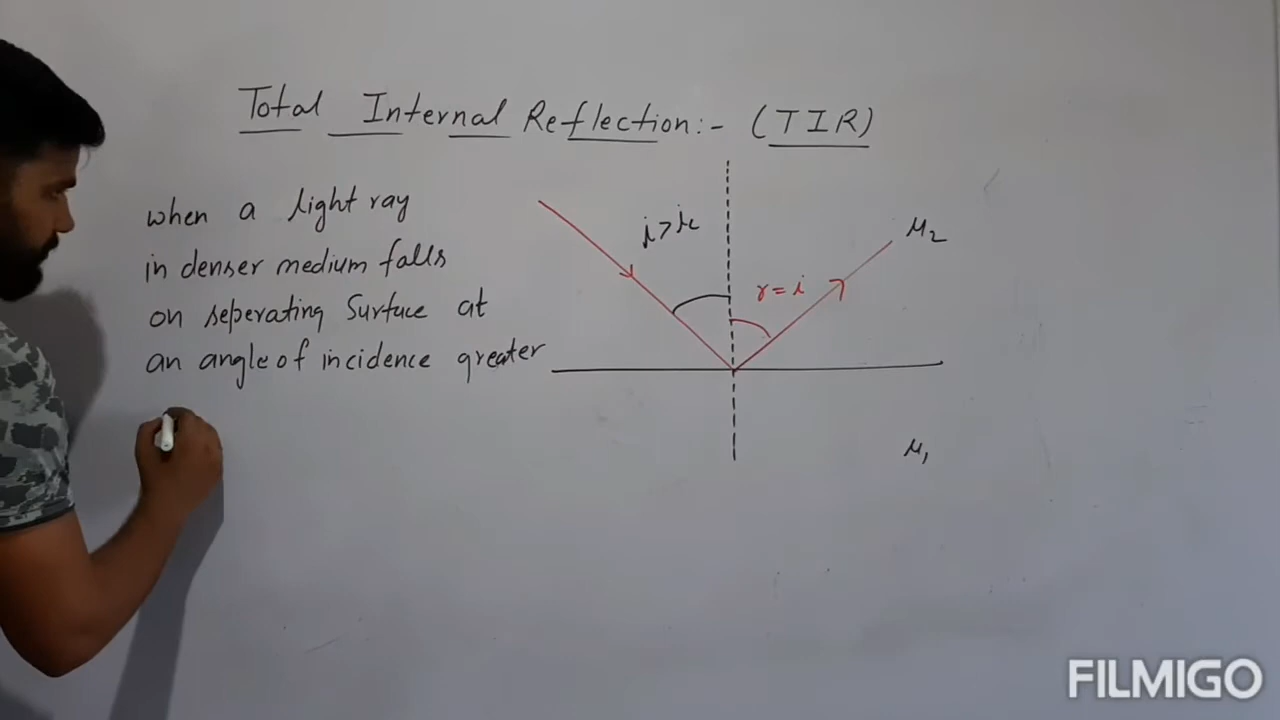 Total Internal Reflection:- (TIR)
when a light ray
in denser medium falls
on seperating Surface at
an angle of incidence greater
i>ic
r=i
μ2
μ1
FILMIGO